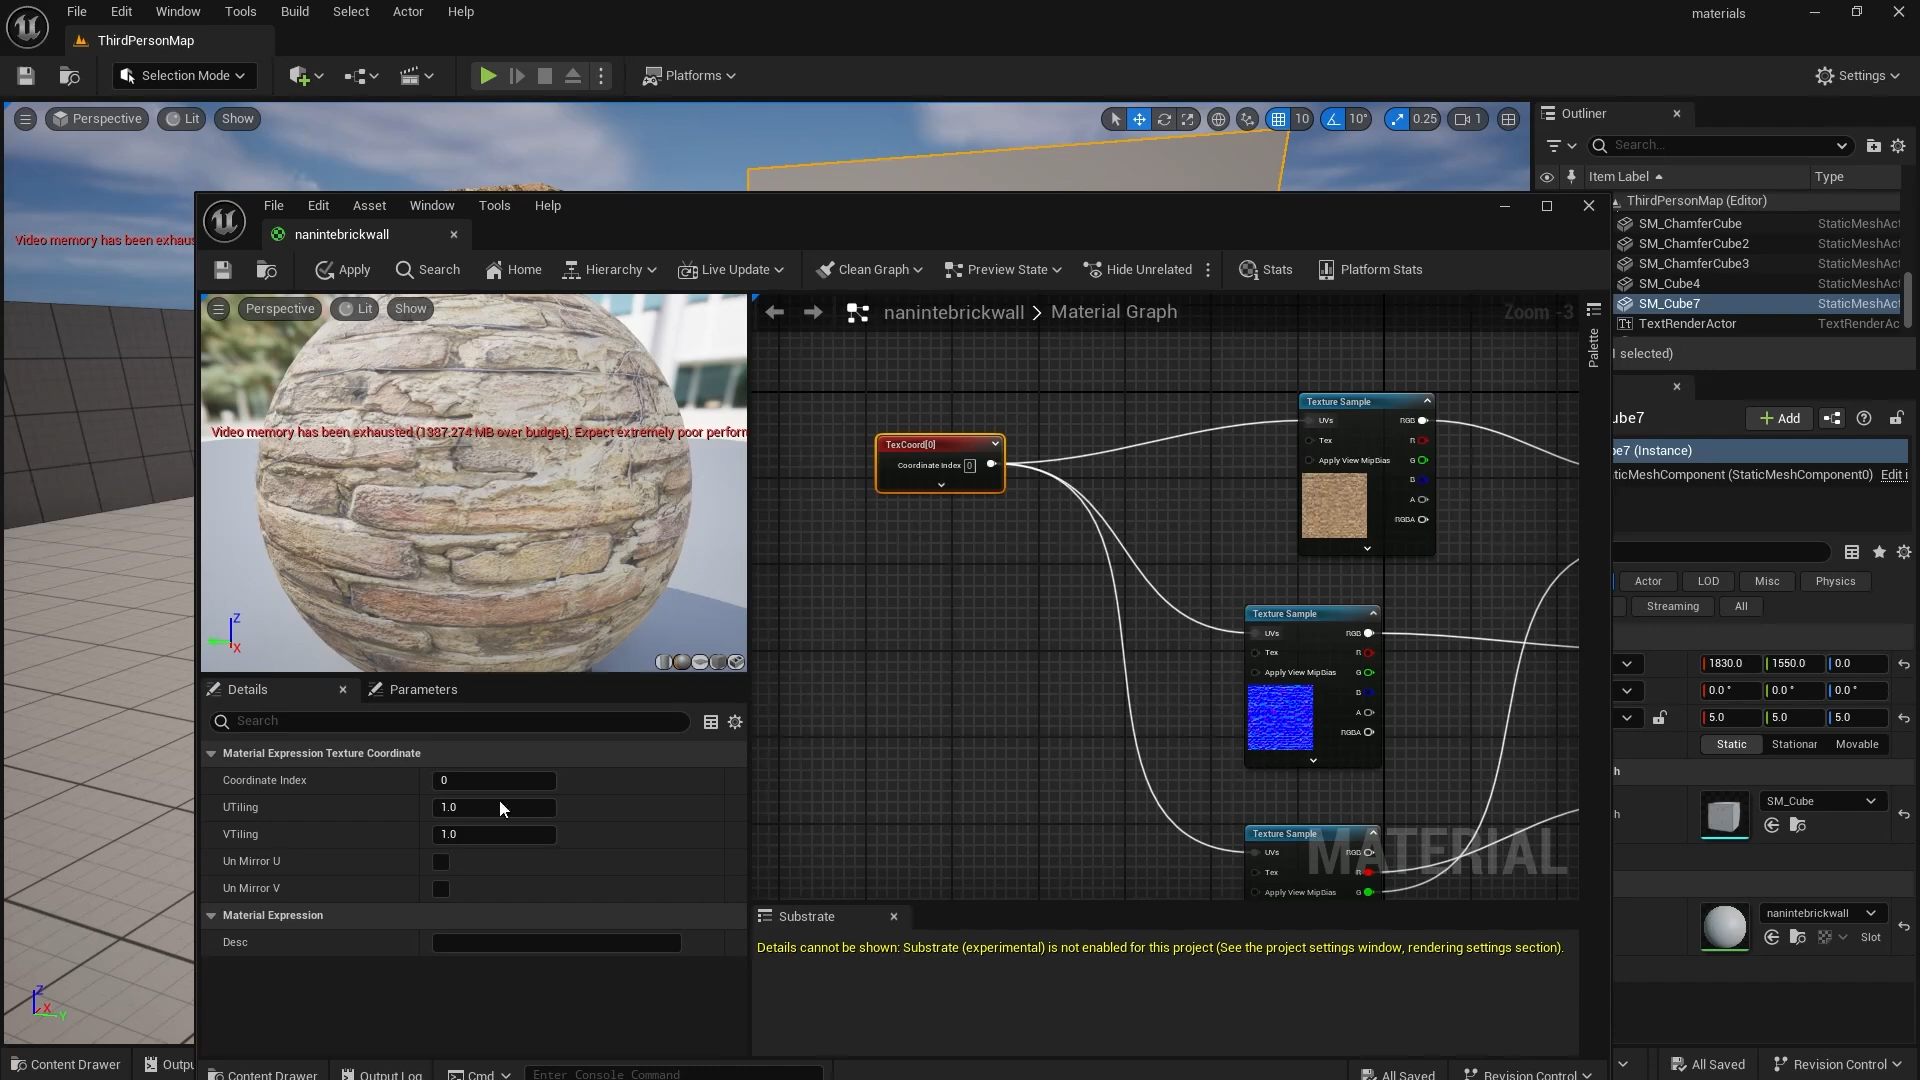 File Edit Window Tools Build Select Actor Help
materials
ThirdPersonMap
Selection Mode
Platforms
Settings
Perspective Lit Show
10 10° 0.25 1
Outliner
Search...
Item Label Type
ThirdPersonMap (Editor)
SM_ChamferCube StaticMeshAct
SM_ChamferCube2 StaticMeshAct
SM_ChamferCube3 StaticMeshAct
SM_Cube4 StaticMeshAct
SM_Cube7 StaticMeshAct
TextRenderActor TextRenderAc
selected)
Video memory has been exhaus
File Edit Asset Window Tools Help
nanintebrickwall
Apply Search Home Hierarchy Live Update Clean Graph Preview State Hide Unrelated Stats Platform Stats
Perspective Lit Show
Video memory has been exhausted (1387.274 MB over budget). Expect extremely poor perform
Z
X
nanintebrickwall > Material Graph
Zoom -3
Palette
TexCoord[0]
Coordinate Index 0
Texture Sample
UVs RGB
Tex R
Apply View MipBias G
B
A
RGBA
Texture Sample
UVs RGB
Tex R
Apply View MipBias G
B
A
RGBA
Texture Sample
UVs RGB
Tex R
Apply View MipBias G
MATERIAL
Details Parameters
Search
Material Expression Texture Coordinate
Coordinate Index 0
UTiling 1.0
VTiling 1.0
Un Mirror U
Un Mirror V
Material Expression
Desc
Substrate
Details cannot be shown: Substrate (experimental) is not enabled for this project (See the project settings window, rendering settings section).
ube7
Add
be7 (Instance)
ticMeshComponent (StaticMeshComponent0) Edit i
Actor LOD Misc Physics
Streaming All
1830.0 1550.0 0.0
0.0 ° 0.0 ° 0.0 °
5.0 5.0 5.0
Static Stationar Movable
h
h SM_Cube
nanintebrickwall
Slot
Z
X
Y
Content Drawer Outpu
Content Drawer Output Log Cmd Enter Console Command
All Saved Revision Control
All Saved Revision Control